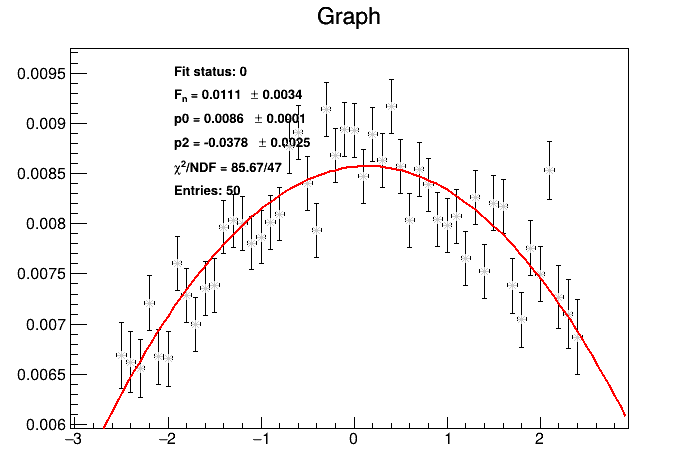 Graph
0.0095
0.009
0.0085
0.008
0.0075
0.007
0.0065
0.006
Fit status: 0
Fn = 0.0111 ± 0.0034
p0 = 0.0086 ± 0.0001
p2 = -0.0378 ± 0.0025
χ²/NDF = 85.67/47
Entries: 50
−3 −2 −1 0 1 2